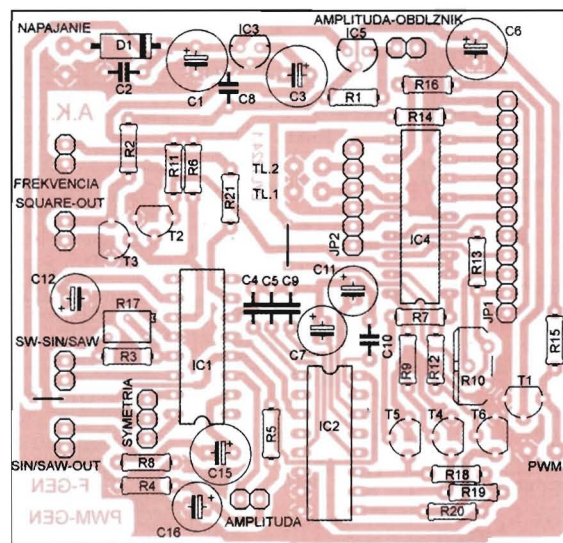 NAPAJANIE
D1
C2
C1
IC3
C8
C3
AMPLITUDA-OBDLZNIK
IC5
C6
R1
R16
R14
A.K.
R2
R11
R6
R21
TL.2
TL.1
FREKVENCIA
SQUARE-OUT
T2
T3
JP2
IC4
R13
JP1
C12
R17
C4 C5 C9
C11
C7
C10
R7
R9
R12
R10
R15
T1
SW-SIN/SAW
R3
IC1
IC2
SYMETRIA
R5
T5
T4
T6
SIN/SAW-OUT
R8
R4
C15
C16
AMPLITUDA
R18
R19
R20
PWM
F-GEN
PWM-GEN